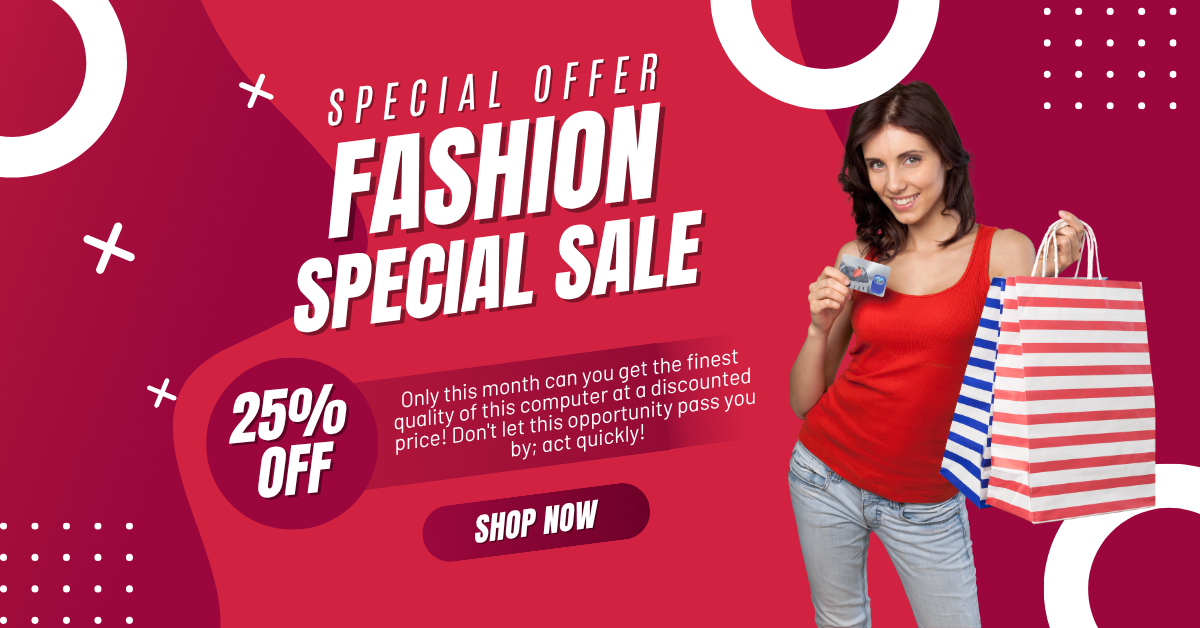 SPECIAL OFFER
FASHION
SPECIAL SALE
25%
OFF
Only this month can you get the finest
quality of this computer at a discounted
price! Don't let this opportunity pass you
by; act quickly!
SHOP NOW